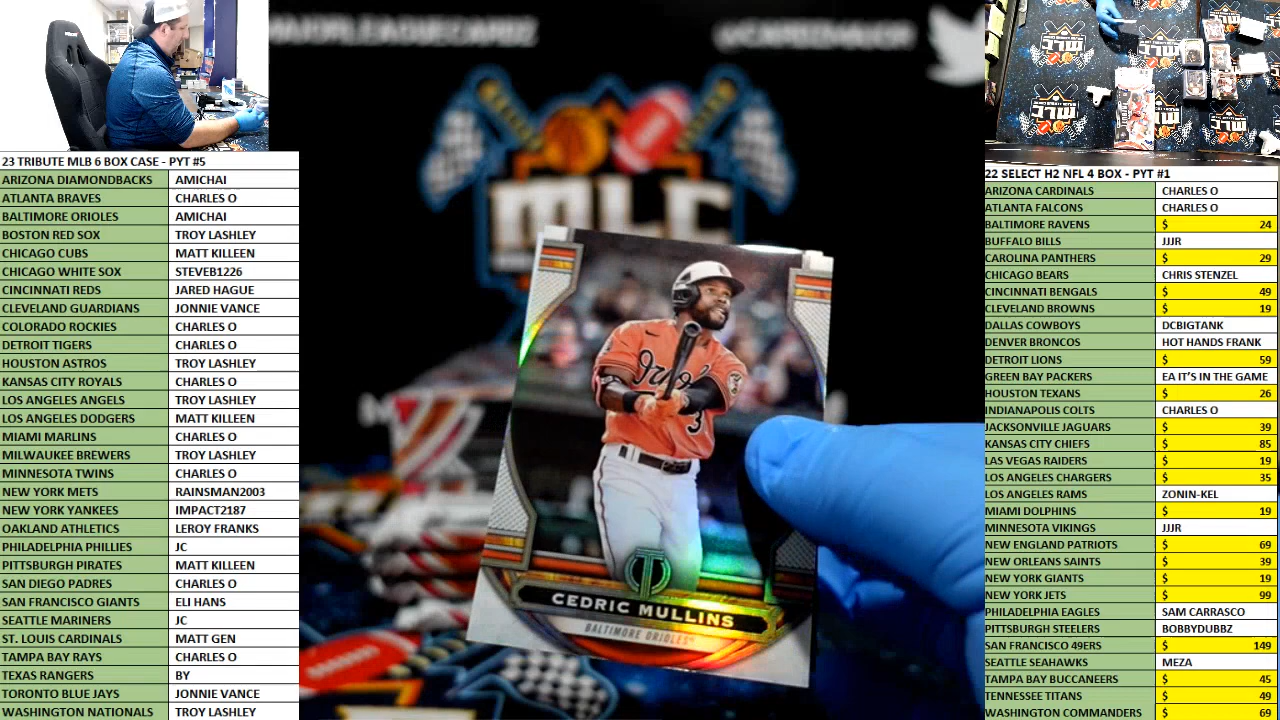 23 TRIBUTE MLB 6 BOX CASE - PYT #5
ARIZONA DIAMONDBACKS AMICHAI
ATLANTA BRAVES CHARLES O
BALTIMORE ORIOLES AMICHAI
BOSTON RED SOX TROY LASHLEY
CHICAGO CUBS MATT KILLEEN
CHICAGO WHITE SOX STEVEB1226
CINCINNATI REDS JARED HAGUE
CLEVELAND GUARDIANS JONNIE VANCE
COLORADO ROCKIES CHARLES O
DETROIT TIGERS CHARLES O
HOUSTON ASTROS TROY LASHLEY
KANSAS CITY ROYALS CHARLES O
LOS ANGELES ANGELS TROY LASHLEY
LOS ANGELES DODGERS MATT KILLEEN
MIAMI MARLINS CHARLES O
MILWAUKEE BREWERS TROY LASHLEY
MINNESOTA TWINS CHARLES O
NEW YORK METS RAINSMAN2003
NEW YORK YANKEES IMPACT2187
OAKLAND ATHLETICS LEROY FRANKS
PHILADELPHIA PHILLIES JC
PITTSBURGH PIRATES MATT KILLEEN
SAN DIEGO PADRES CHARLES O
SAN FRANCISCO GIANTS ELI HANS
SEATTLE MARINERS JC
ST. LOUIS CARDINALS MATT GEN
TAMPA BAY RAYS CHARLES O
TEXAS RANGERS BY
TORONTO BLUE JAYS JONNIE VANCE
WASHINGTON NATIONALS TROY LASHLEY
MLC
Orioles
3
CEDRIC MULLINS
BALTIMORE ORIOLES
22 SELECT H2 NFL 4 BOX - PYT #1
ARIZONA CARDINALS CHARLES O
ATLANTA FALCONS CHARLES O
BALTIMORE RAVENS $ 24
BUFFALO BILLS JJJR
CAROLINA PANTHERS $ 29
CHICAGO BEARS CHRIS STENZEL
CINCINNATI BENGALS $ 49
CLEVELAND BROWNS $ 19
DALLAS COWBOYS DCBIGTANK
DENVER BRONCOS HOT HANDS FRANK
DETROIT LIONS $ 59
GREEN BAY PACKERS EA IT'S IN THE GAME
HOUSTON TEXANS $ 26
INDIANAPOLIS COLTS CHARLES O
JACKSONVILLE JAGUARS $ 39
KANSAS CITY CHIEFS $ 85
LAS VEGAS RAIDERS $ 19
LOS ANGELES CHARGERS $ 35
LOS ANGELES RAMS ZONIN-KEL
MIAMI DOLPHINS $ 19
MINNESOTA VIKINGS JJJR
NEW ENGLAND PATRIOTS $ 69
NEW ORLEANS SAINTS $ 39
NEW YORK GIANTS $ 19
NEW YORK JETS $ 99
PHILADELPHIA EAGLES SAM CARRASCO
PITTSBURGH STEELERS BOBBYDUBBZ
SAN FRANCISCO 49ERS $ 149
SEATTLE SEAHAWKS MEZA
TAMPA BAY BUCCANEERS $ 45
TENNESSEE TITANS $ 49
WASHINGTON COMMANDERS $ 69